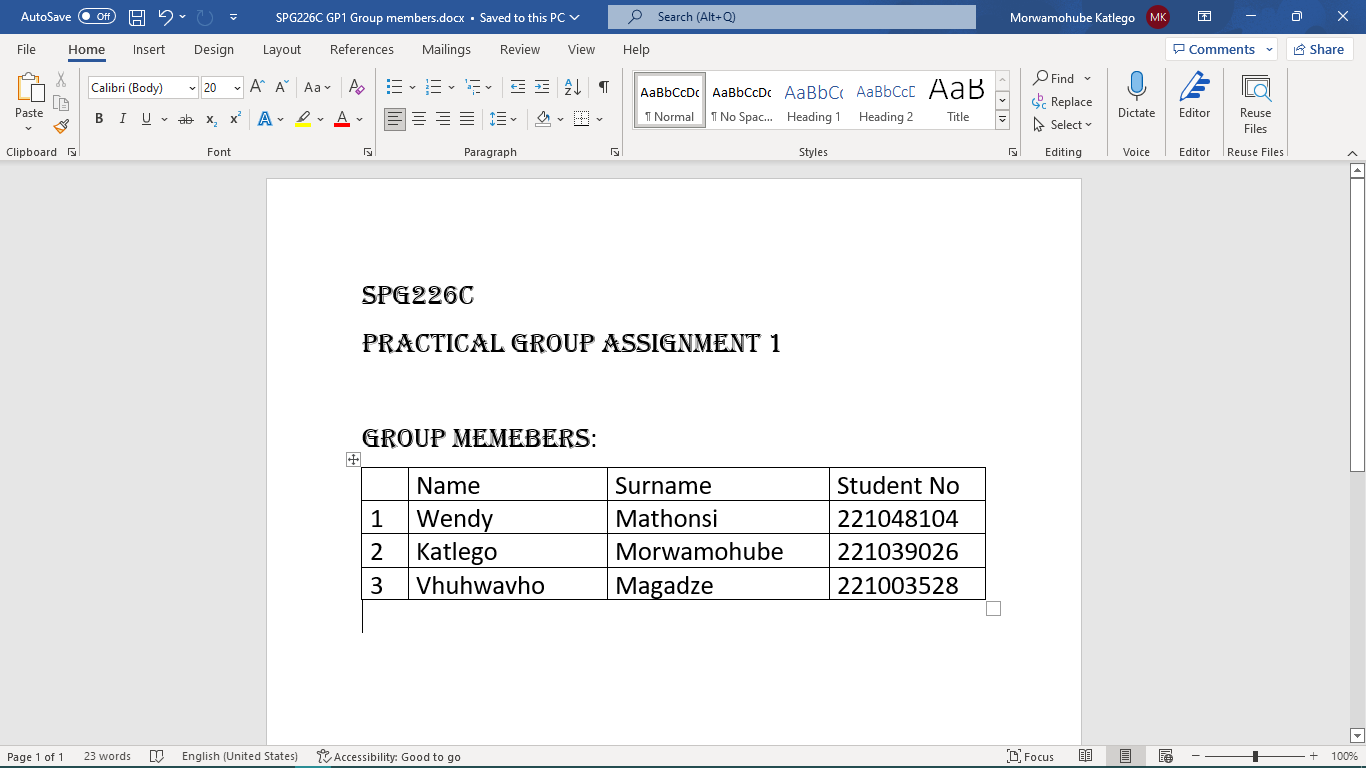 AutoSave Off SPG226C GP1 Group members.docx • Saved to this PC Search (Alt+Q) Morwamohube Katlego MK
File Home Insert Design Layout References Mailings Review View Help Comments Share
Paste Calibri (Body) 20 A A Aa A AaBbCcDc AaBbCcDc AaBbCc AaBbCcD AaB Find Replace Select Dictate Editor Reuse Files
B I U ab x₂ x² A A ¶ Normal ¶ No Spac... Heading 1 Heading 2 Title
Clipboard Font Paragraph Styles Editing Voice Editor Reuse Files
SPG226C
PRACTICAL GROUP ASSIGNMENT 1
GROUP MEMEBERS:
Name Surname Student No
1 Wendy Mathonsi 221048104
2 Katlego Morwamohube 221039026
3 Vhuhwavho Magadze 221003528
Page 1 of 1 23 words English (United States) Accessibility: Good to go Focus 100%